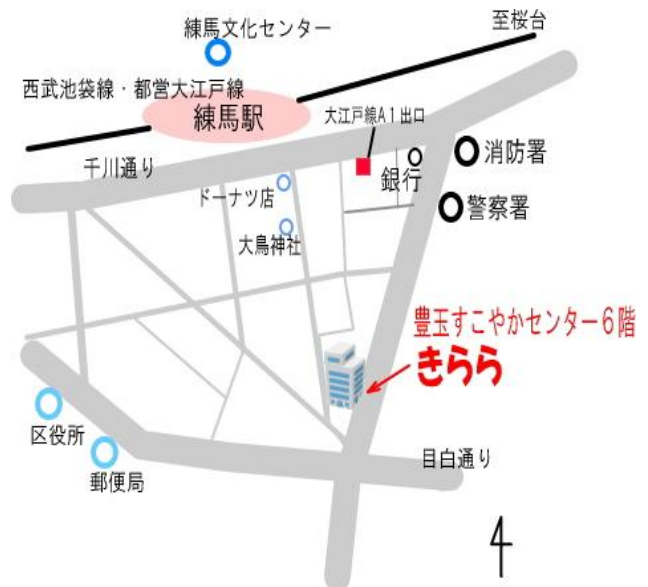 練馬文化センター
至桜台
西武池袋線・都営大江戸線
練馬駅
大江戸線A1出口
千川通り
銀行
消防署
ドーナツ店
警察署
大鳥神社
豊玉すこやかセンター6階
きらら
区役所
目白通り
郵便局